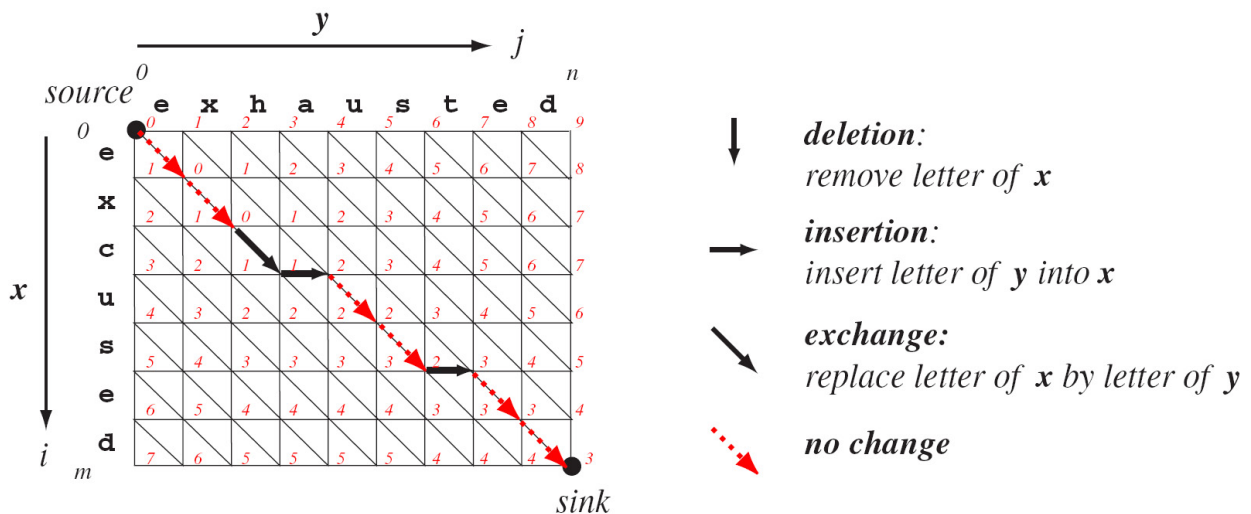 y
j
0 n
source
e x h a u s t e d
0 0 1 2 3 4 5 6 7 8 9
e
1 0 1 2 3 4 5 6 7 8
x
2 1 0 1 2 3 4 5 6 7
c
3 2 1 1 2 3 4 5 6 7
x
u
4 3 2 2 2 2 3 4 5 6
s
5 4 3 3 3 3 2 3 4 5
e
6 5 4 4 4 4 3 3 3 4
d
i m 7 6 5 5 5 5 4 4 4 3
sink
deletion:
remove letter of x
insertion:
insert letter of y into x
exchange:
replace letter of x by letter of y
no change